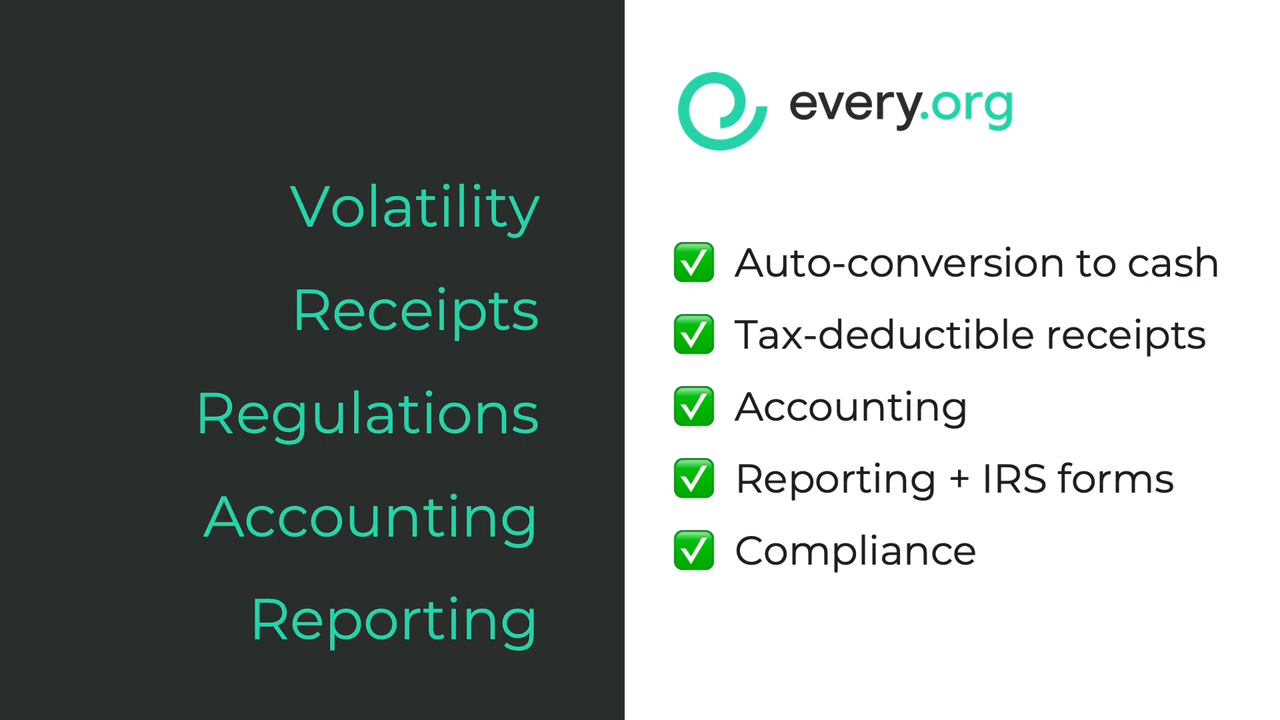 Volatility
Receipts
Regulations
Accounting
Reporting
every.org
✅ Auto-conversion to cash
✅ Tax-deductible receipts
✅ Accounting
✅ Reporting + IRS forms
✅ Compliance